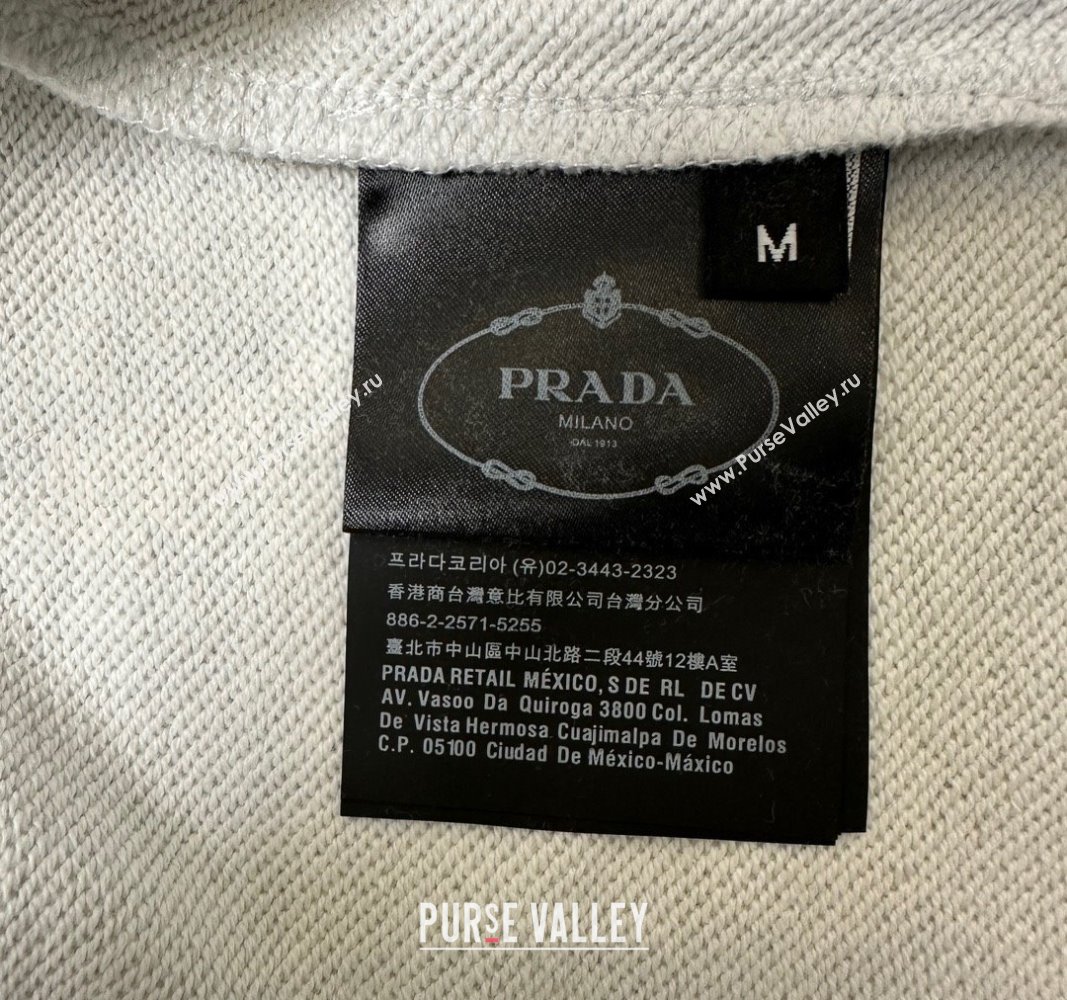 M
PRADA
MILANO
DAL 1913
www.PurseValley.ru
프라다코리아 (유)02-3443-2323
香港商台灣意比有限公司台灣分公司
886-2-2571-5255
臺北市中山區中山北路二段44號12樓A室
PRADA RETAIL MÉXICO, S DE RL DE CV
AV. Vasoo Da Quiroga 3800 Col. Lomas
De Vista Hermosa Cuajimalpa De Morelos
C.P. 05100 Ciudad De México-Máxico
PURSE VALLEY